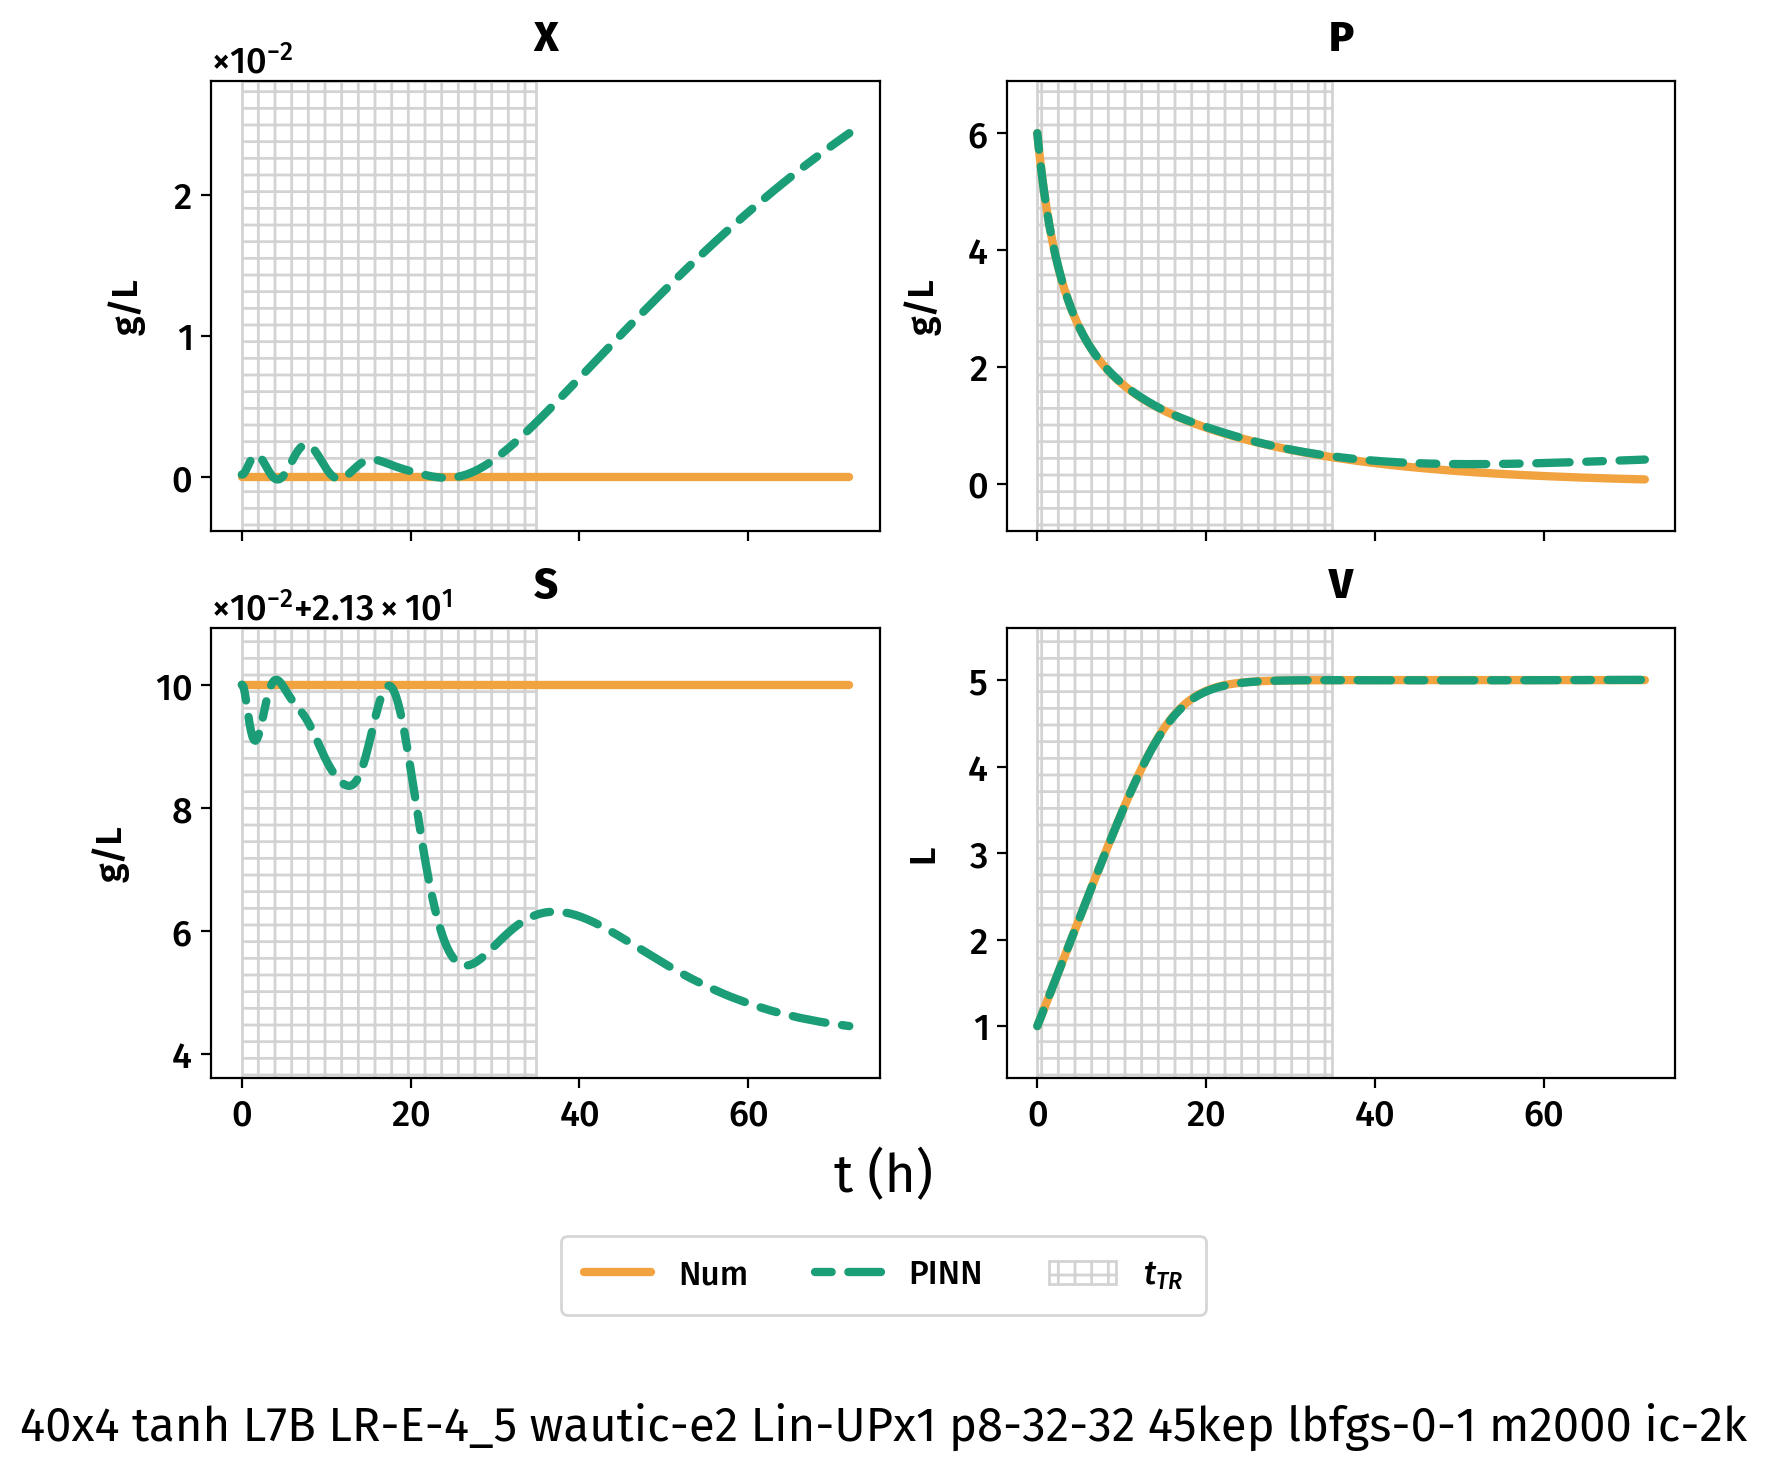 X
×10⁻²
g/L
2
1
0
P
g/L
6
4
2
0
S
×10⁻²+2.13 × 10¹
g/L
10
8
6
4
0 20 40 60
V
L
5
4
3
2
1
0 20 40 60
t (h)
Num PINN t_TR
40x4 tanh L7B LR-E-4_5 wautic-e2 Lin-UPx1 p8-32-32 45kep lbfgs-0-1 m2000 ic-2k